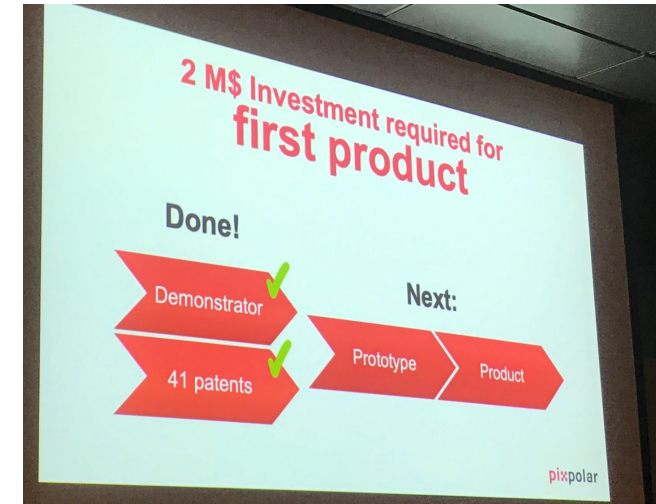 2 M$ Investment required for
first product
Done!
Demonstrator
41 patents
Next:
Prototype
Product
pixpolar